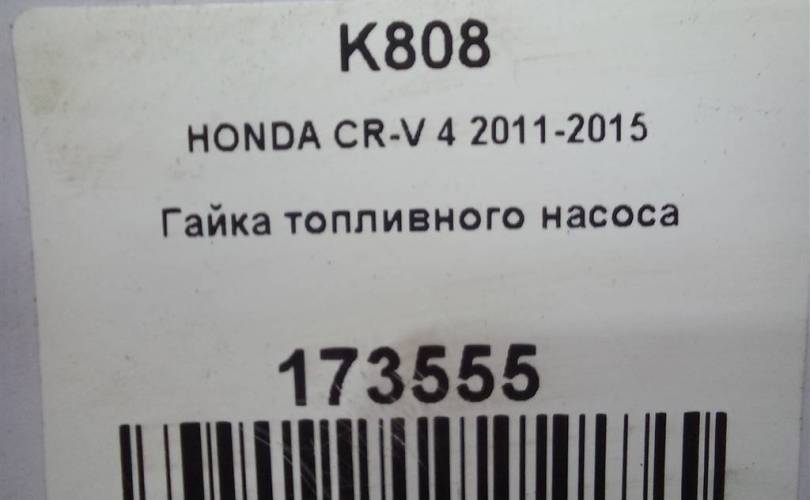 K808
HONDA CR-V 4 2011-2015
Гайка топливного насоса
173555